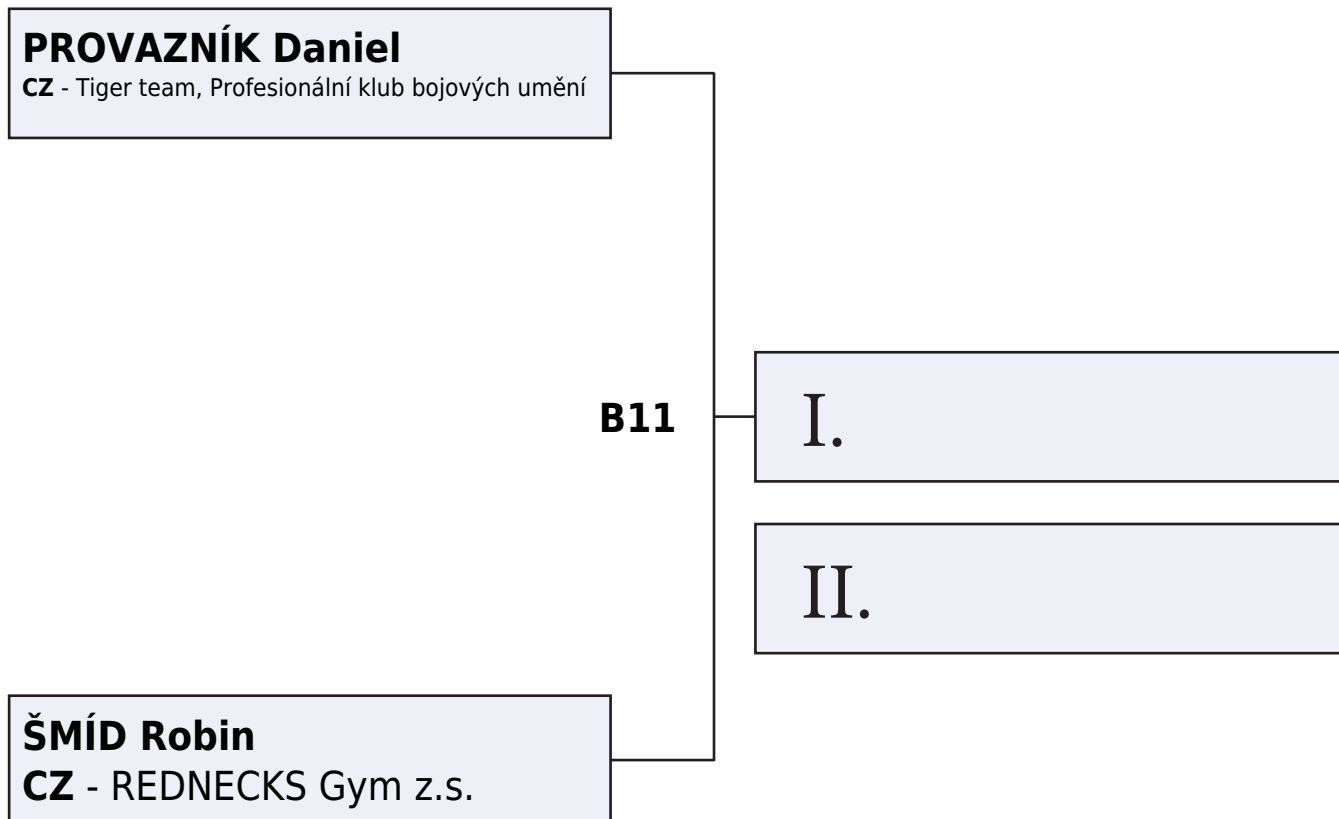 PROVAZNÍK Daniel
CZ - Tiger team, Profesionální klub bojových umění
B11
I.
II.
ŠMÍD Robin
CZ - REDNECKS Gym z.s.